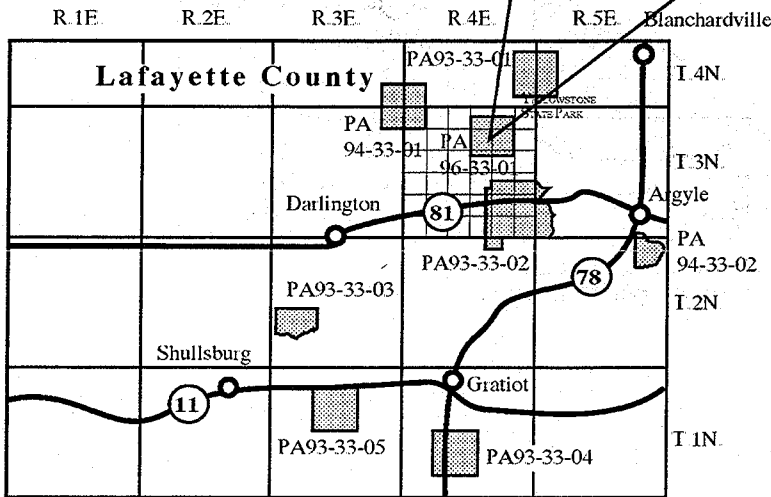 R.1E R.2E R.3E R.4E R.5E Blanchardville
Lafayette County
PA93-33-01
T.4N
STATE PARK
PA
94-33-01
PA
96-33-01
T.3N
Darlington
81
Argyle
PA93-33-02
PA
94-33-02
78
PA93-33-03
T.2N
Shullsburg
Gratiot
11
PA93-33-05
PA93-33-04
T.1N